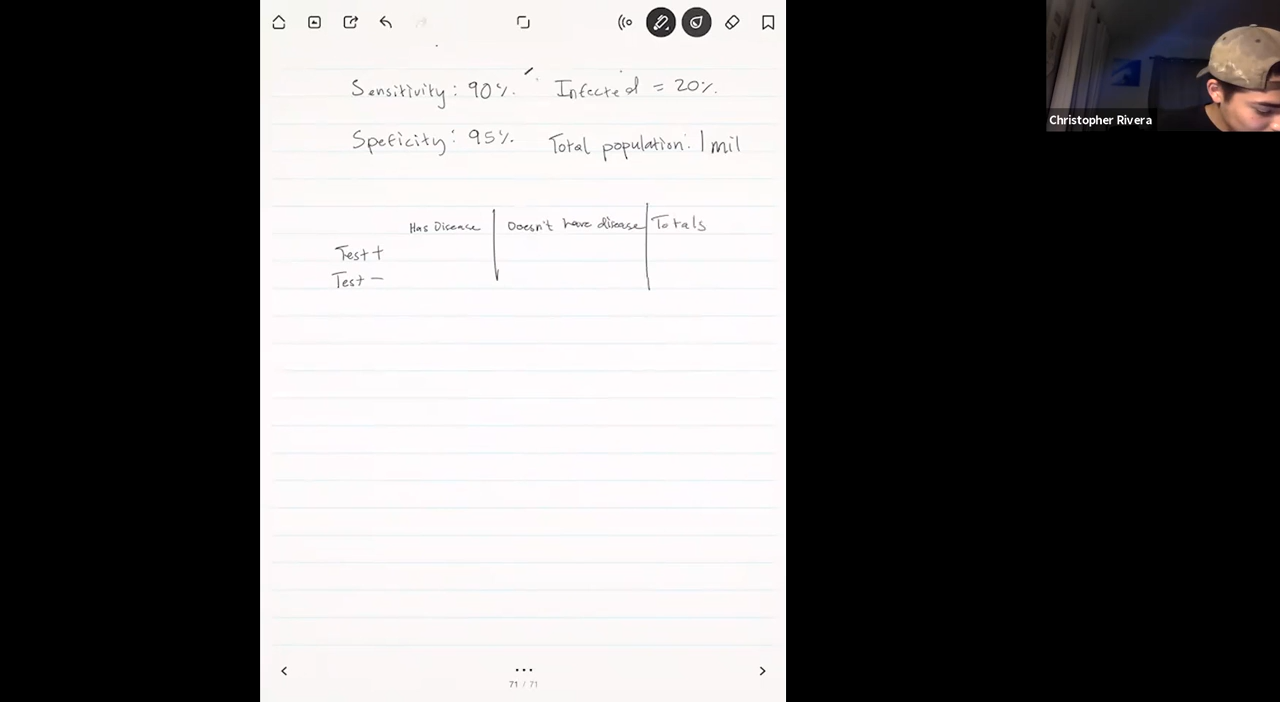 Sensitivity: 90%. Infected = 20%.
Speficity: 95% Total population: 1 mil
Has Disease Doesn't have disease Totals
Test +
Test -
71 / 71
Christopher Rivera